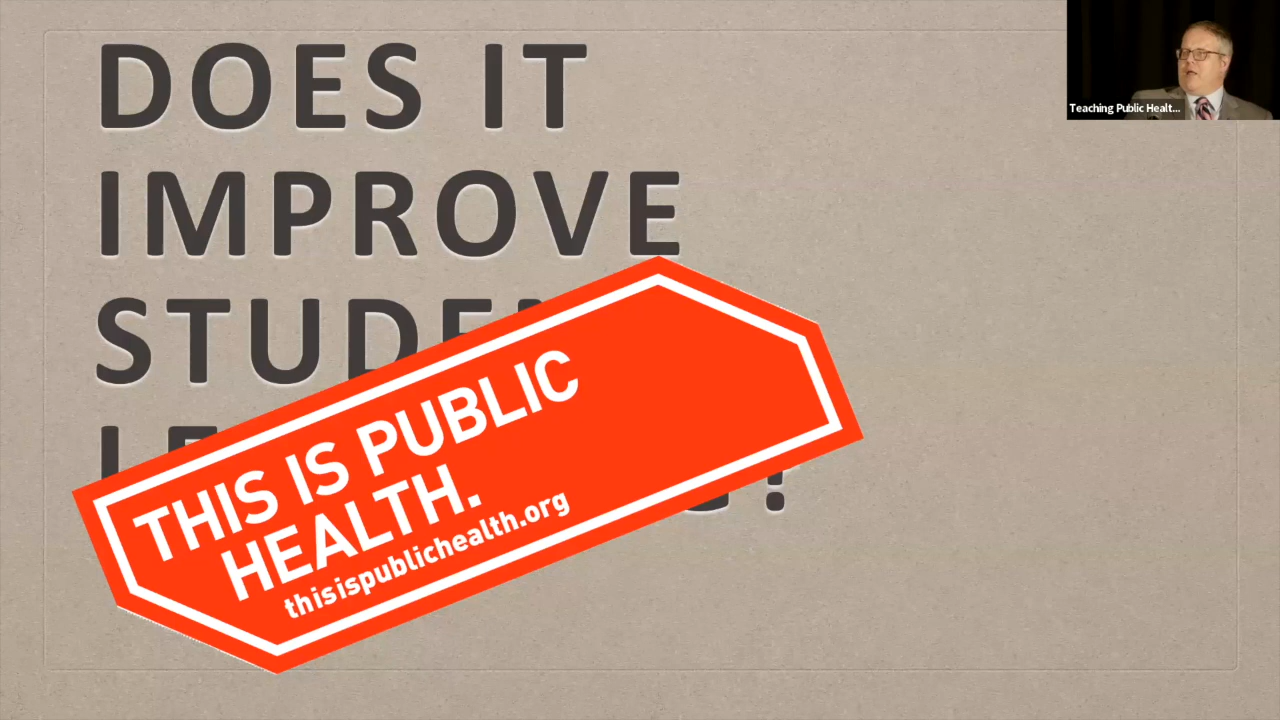 DOES IT
IMPROVE
THIS IS PUBLIC
HEALTH.
thisispublichealth.org
Teaching Public Healt...